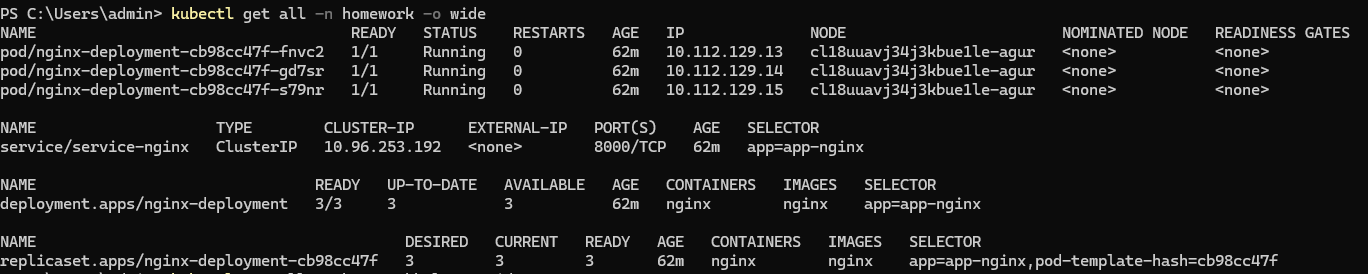 PS C:\Users\admin> kubectl get all -n homework -o wide
NAME READY STATUS RESTARTS AGE IP NODE NOMINATED NODE READINESS GATES
pod/nginx-deployment-cb98cc47f-fnvc2 1/1 Running 0 62m 10.112.129.13 cl18uuavj34j3kbue1le-agur <none> <none>
pod/nginx-deployment-cb98cc47f-gd7sr 1/1 Running 0 62m 10.112.129.14 cl18uuavj34j3kbue1le-agur <none> <none>
pod/nginx-deployment-cb98cc47f-s79nr 1/1 Running 0 62m 10.112.129.15 cl18uuavj34j3kbue1le-agur <none> <none>
NAME TYPE CLUSTER-IP EXTERNAL-IP PORT(S) AGE SELECTOR
service/service-nginx ClusterIP 10.96.253.192 <none> 8000/TCP 62m app=app-nginx
NAME READY UP-TO-DATE AVAILABLE AGE CONTAINERS IMAGES SELECTOR
deployment.apps/nginx-deployment 3/3 3 3 62m nginx nginx app=app-nginx
NAME DESIRED CURRENT READY AGE CONTAINERS IMAGES SELECTOR
replicaset.apps/nginx-deployment-cb98cc47f 3 3 3 62m nginx nginx app=app-nginx,pod-template-hash=cb98cc47f